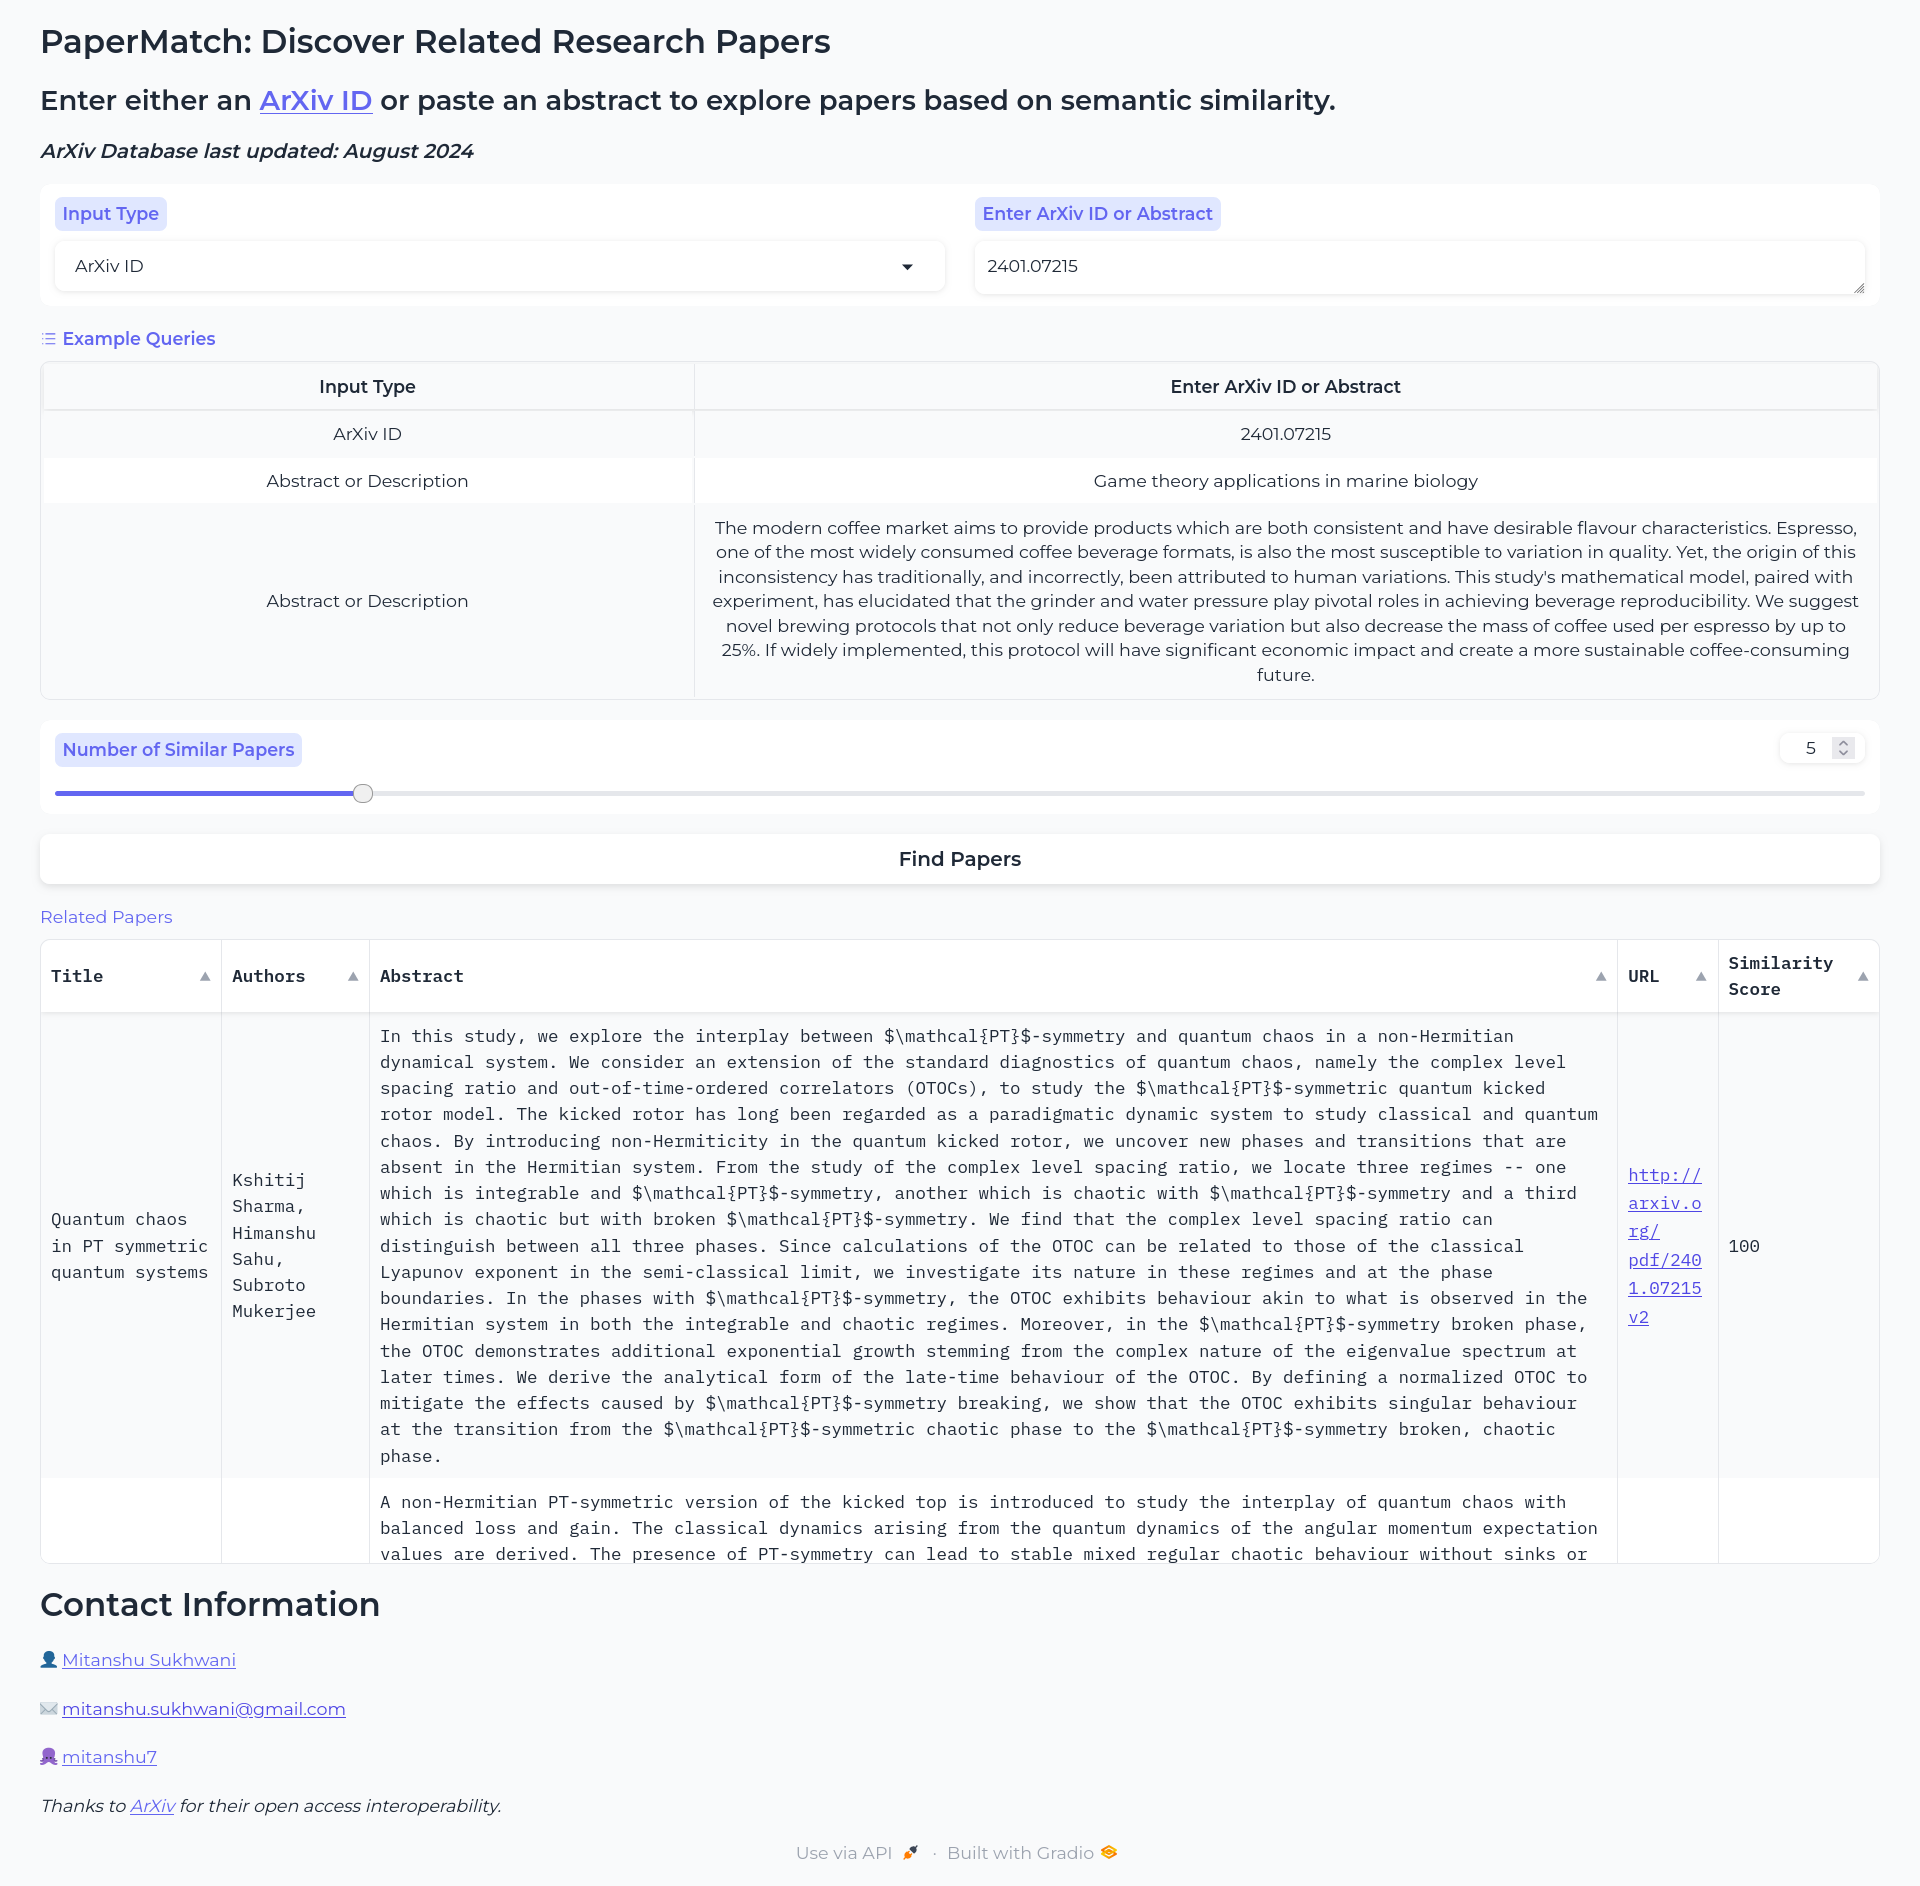 PaperMatch: Discover Related Research Papers
Enter either an ArXiv ID or paste an abstract to explore papers based on semantic similarity.
ArXiv Database last updated: August 2024
Input Type
ArXiv ID
Enter ArXiv ID or Abstract
2401.07215
Example Queries
Input Type
Enter ArXiv ID or Abstract
ArXiv ID
2401.07215
Abstract or Description
Game theory applications in marine biology
Abstract or Description
The modern coffee market aims to provide products which are both consistent and have desirable flavour characteristics. Espresso,
one of the most widely consumed coffee beverage formats, is also the most susceptible to variation in quality. Yet, the origin of this
inconsistency has traditionally, and incorrectly, been attributed to human variations. This study's mathematical model, paired with
experiment, has elucidated that the grinder and water pressure play pivotal roles in achieving beverage reproducibility. We suggest
novel brewing protocols that not only reduce beverage variation but also decrease the mass of coffee used per espresso by up to
25%. If widely implemented, this protocol will have significant economic impact and create a more sustainable coffee-consuming
future.
Number of Similar Papers
5
Find Papers
Related Papers
Title
Authors
Abstract
URL
Similarity
Score
Quantum chaos
in PT symmetric
quantum systems
Kshitij
Sharma,
Himanshu
Sahu,
Subroto
Mukerjee
In this study, we explore the interplay between $\mathcal{PT}$-symmetry and quantum chaos in a non-Hermitian
dynamical system. We consider an extension of the standard diagnostics of quantum chaos, namely the complex level
spacing ratio and out-of-time-ordered correlators (OTOCs), to study the $\mathcal{PT}$-symmetric quantum kicked
rotor model. The kicked rotor has long been regarded as a paradigmatic dynamic system to study classical and quantum
chaos. By introducing non-Hermiticity in the quantum kicked rotor, we uncover new phases and transitions that are
absent in the Hermitian system. From the study of the complex level spacing ratio, we locate three regimes -- one
which is integrable and $\mathcal{PT}$-symmetry, another which is chaotic with $\mathcal{PT}$-symmetry and a third
which is chaotic but with broken $\mathcal{PT}$-symmetry. We find that the complex level spacing ratio can
distinguish between all three phases. Since calculations of the OTOC can be related to those of the classical
Lyapunov exponent in the semi-classical limit, we investigate its nature in these regimes and at the phase
boundaries. In the phases with $\mathcal{PT}$-symmetry, the OTOC exhibits behaviour akin to what is observed in the
Hermitian system in both the integrable and chaotic regimes. Moreover, in the $\mathcal{PT}$-symmetry broken phase,
the OTOC demonstrates additional exponential growth stemming from the complex nature of the eigenvalue spectrum at
later times. We derive the analytical form of the late-time behaviour of the OTOC. By defining a normalized OTOC to
mitigate the effects caused by $\mathcal{PT}$-symmetry breaking, we show that the OTOC exhibits singular behaviour
at the transition from the $\mathcal{PT}$-symmetric chaotic phase to the $\mathcal{PT}$-symmetry broken, chaotic
phase.
http://
arxiv.o
rg/
pdf/240
1.07215
v2
100
A non-Hermitian PT-symmetric version of the kicked top is introduced to study the interplay of quantum chaos with
balanced loss and gain. The classical dynamics arising from the quantum dynamics of the angular momentum expectation
values are derived. The presence of PT-symmetry can lead to stable mixed regular chaotic behaviour without sinks or
Contact Information
Mitanshu Sukhwani
mitanshu.sukhwani@gmail.com
mitanshu7
Thanks to ArXiv for their open access interoperability.
Use via API · Built with Gradio